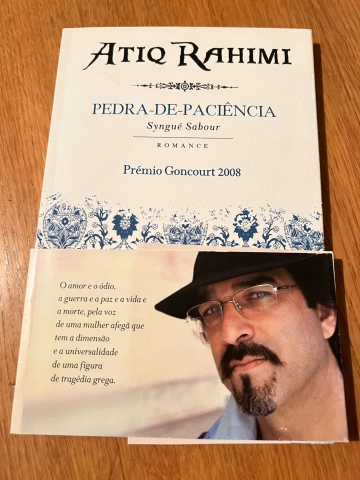 ATIQ RAHIMI
PEDRA-DE-PACIÊNCIA
Syngué Sabour
ROMANCE
Prémio Goncourt 2008
O amor e o ódio,
a guerra e a paz e a vida e
a morte, pela voz
de uma mulher afegã que
tem a dimensão
e a universalidade
de uma figura
de tragédia grega.